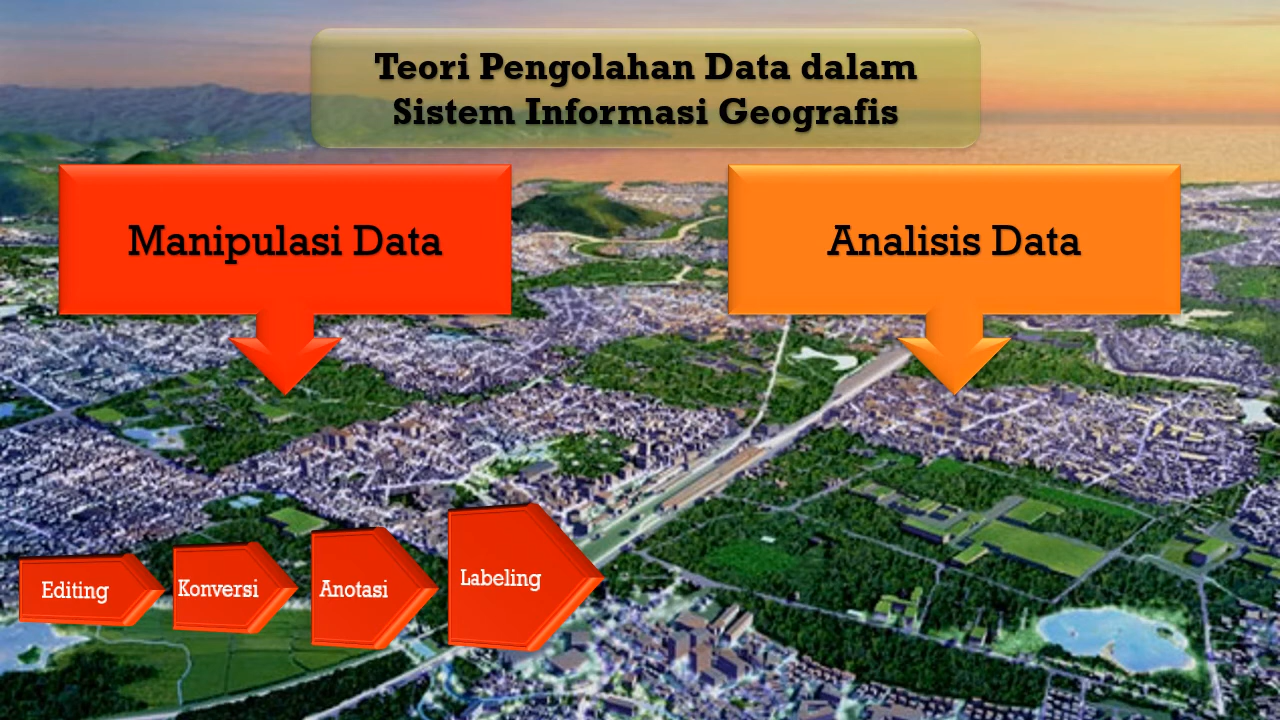 Teori Pengolahan Data dalam
Sistem Informasi Geografis
Manipulasi Data
Analisis Data
Editing
Konversi
Anotasi
Labeling